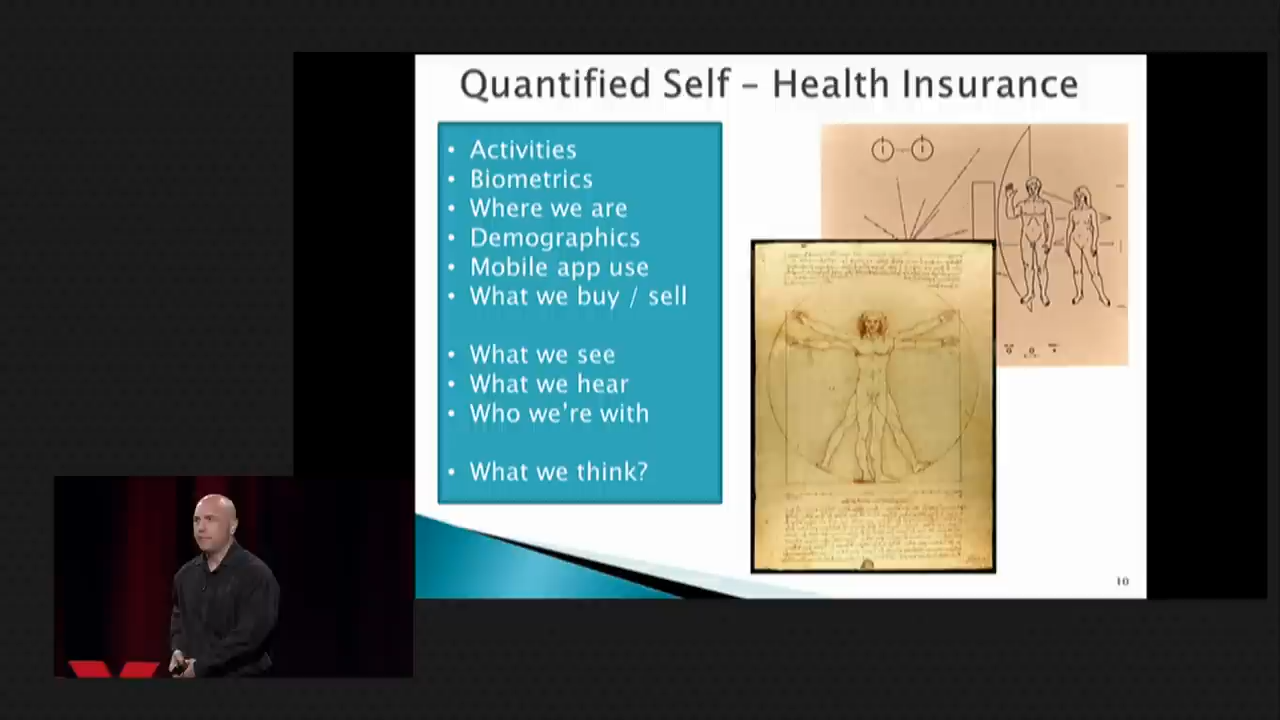 Quantified Self – Health Insurance
• Activities
• Biometrics
• Where we are
• Demographics
• Mobile app use
• What we buy / sell
• What we see
• What we hear
• Who we're with
• What we think?
10